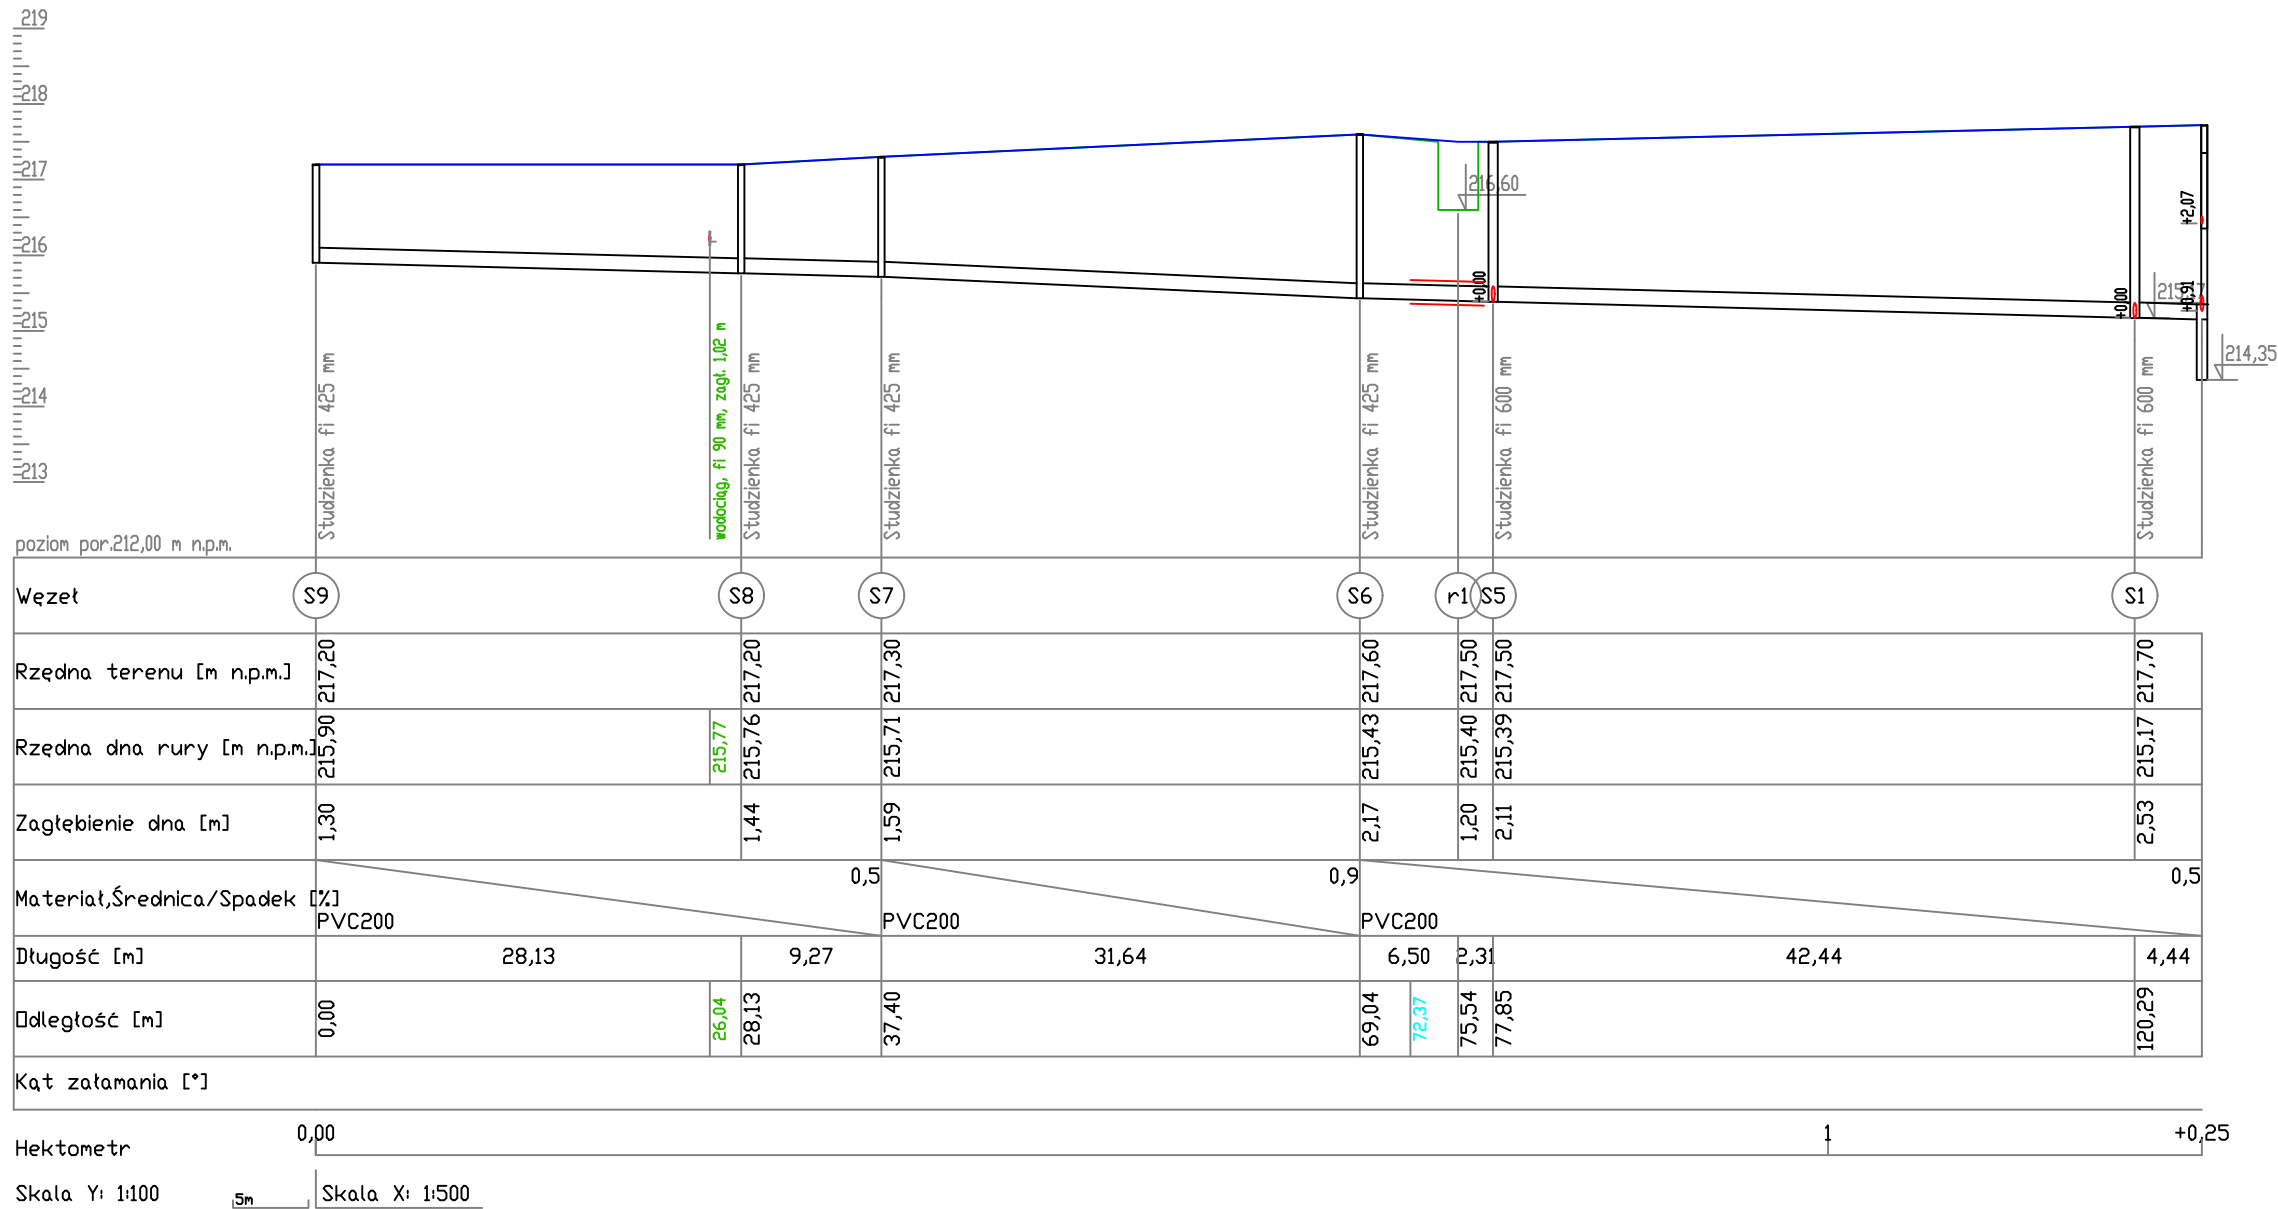 219
218
217
216
215
214
213
216,60
+2,07
+0,00
+0,00
+0,91
214,35
Studzienka fi 425 mm
wodociąg, fi 90 mm, zagł. 1,02 m
Studzienka fi 425 mm
Studzienka fi 425 mm
Studzienka fi 425 mm
Studzienka fi 600 mm
Studzienka fi 600 mm
poziom por.212,00 m n.p.m.
Węzeł S9 S8 S7 S6 r1 S5 S1
Rzędna terenu [m n.p.m.] 217,20 217,20 217,30 217,60 217,50 217,50 217,70
Rzędna dna rury [m n.p.m.] 215,90 215,77 215,76 215,71 215,43 215,40 215,39 215,17
Zagłębienie dna [m] 1,30 1,44 1,59 2,17 1,20 2,11 2,53
0,5 0,9 0,5
Materiał,Średnica/Spadek [%]
PVC200 PVC200 PVC200
Długość [m] 28,13 9,27 31,64 6,50 2,31 42,44 4,44
Odległość [m] 0,00 26,04 28,13 37,40 69,04 72,37 75,54 77,85 120,29
Kąt załamania [°]
Hektometr 0,00 1 +0,25
Skala Y: 1:100 5m Skala X: 1:500